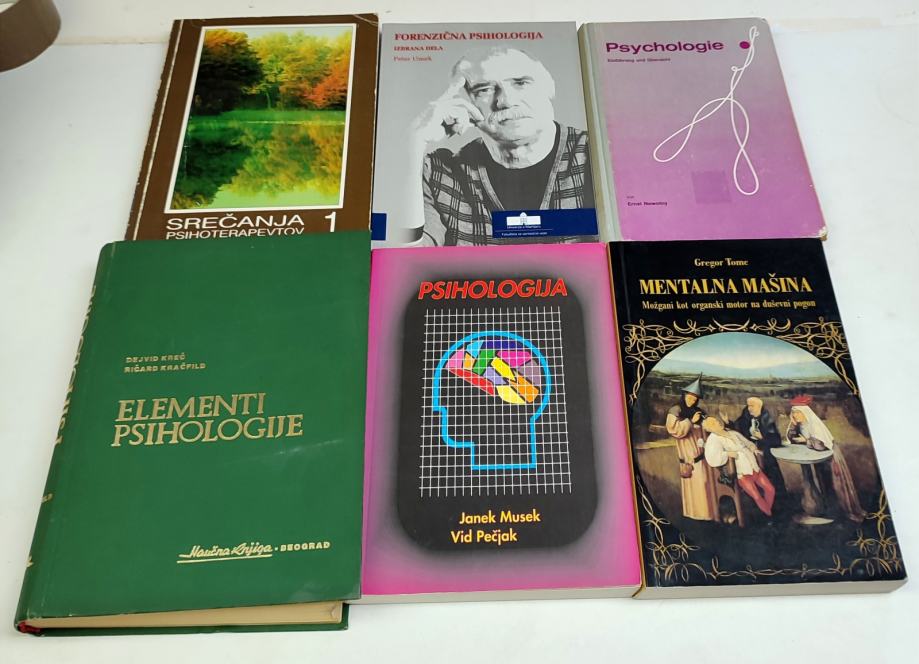 SREČANJA
PSIHOTERAPEVTOV 1
FORENZIČNA PSIHOLOGIJA
IZBRANA DELA
Peter Umek
Psychologie
Einführung und Übersicht
von
Ernst Nowotny
DEJVID KREČ
RIČARD KRAČFILD
ELEMENTI
PSIHOLOGIJE
Naučna Knjiga • BEOGRAD
PSIHOLOGIJA
Janek Musek
Vid Pečjak
Gregor Tomc
MENTALNA MAŠINA
Možgani kot organski motor na duševni pogon